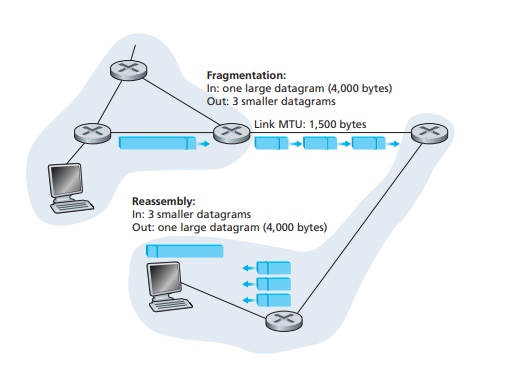 Fragmentation:
In: one large datagram (4,000 bytes)
Out: 3 smaller datagrams
Link MTU: 1,500 bytes
Reassembly:
In: 3 smaller datagrams
Out: one large datagram (4,000 bytes)